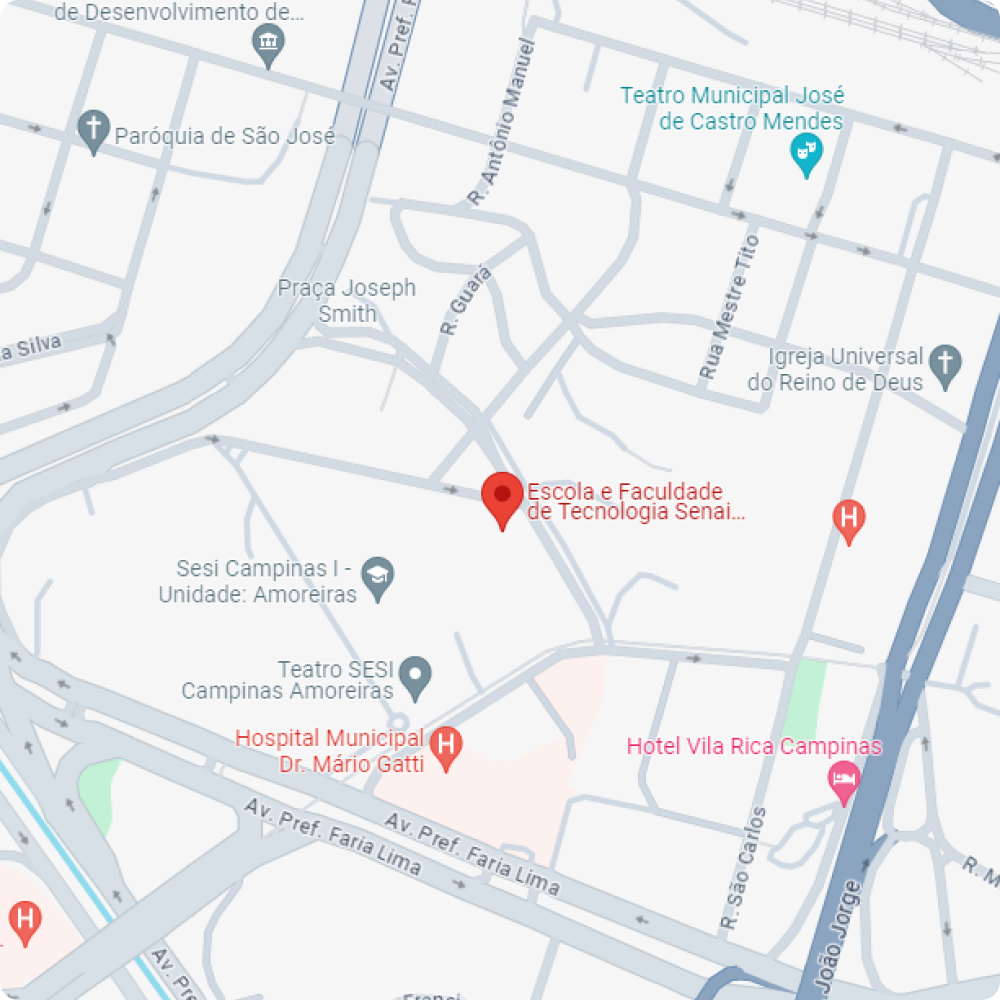 de Desenvolvimento de...
Av. Pref. F
R. Antônio Manuel
Teatro Municipal José
de Castro Mendes
Paróquia de São José
Praça Joseph
Smith
R. Guará
Rua Mestre Tito
a Silva
Igreja Universal
do Reino de Deus
Escola e Faculdade
de Tecnologia Senai...
H
Sesi Campinas I -
Unidade: Amoreiras
Teatro SESI
Campinas Amoreiras
Hospital Municipal
Dr. Mário Gatti
H
Hotel Vila Rica Campinas
Av. Pref. Faria Lima
Av. Pref. Faria Lima
R. São Carlos
R. M
João Jorge
H
Av. Pre
Franci